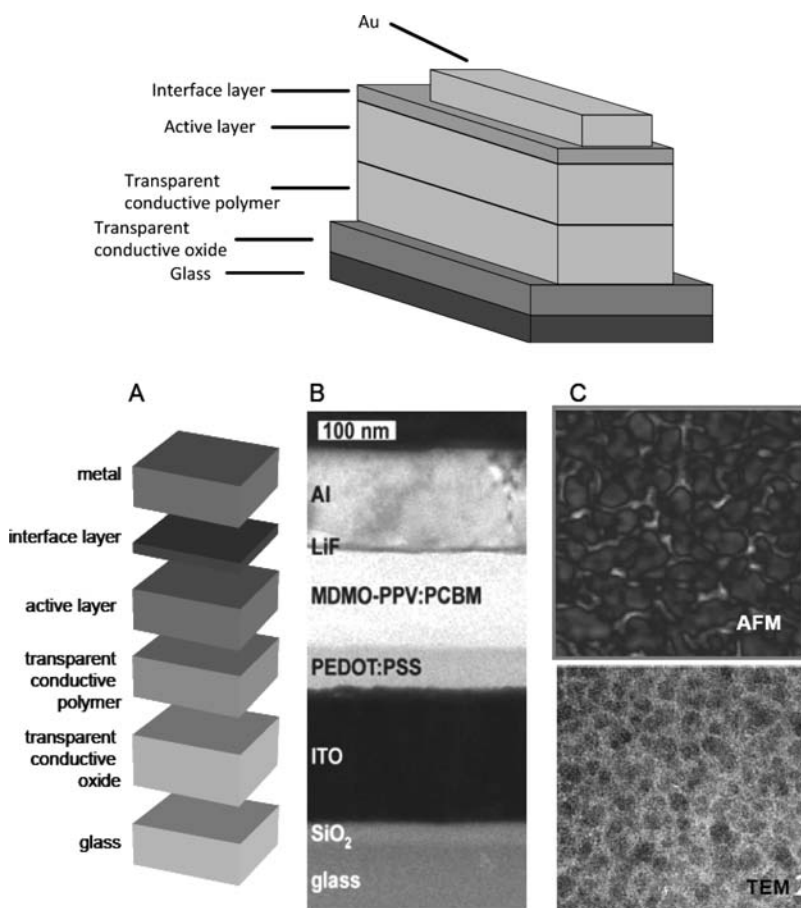 Au
Interface layer
Active layer
Transparent
conductive polymer
Transparent
conductive oxide
Glass
A
metal
interface layer
active layer
transparent
conductive
polymer
transparent
conductive
oxide
glass
B
100 nm
Al
LiF
MDMO-PPV:PCBM
PEDOT:PSS
ITO
SiO₂
glass
C
AFM
TEM